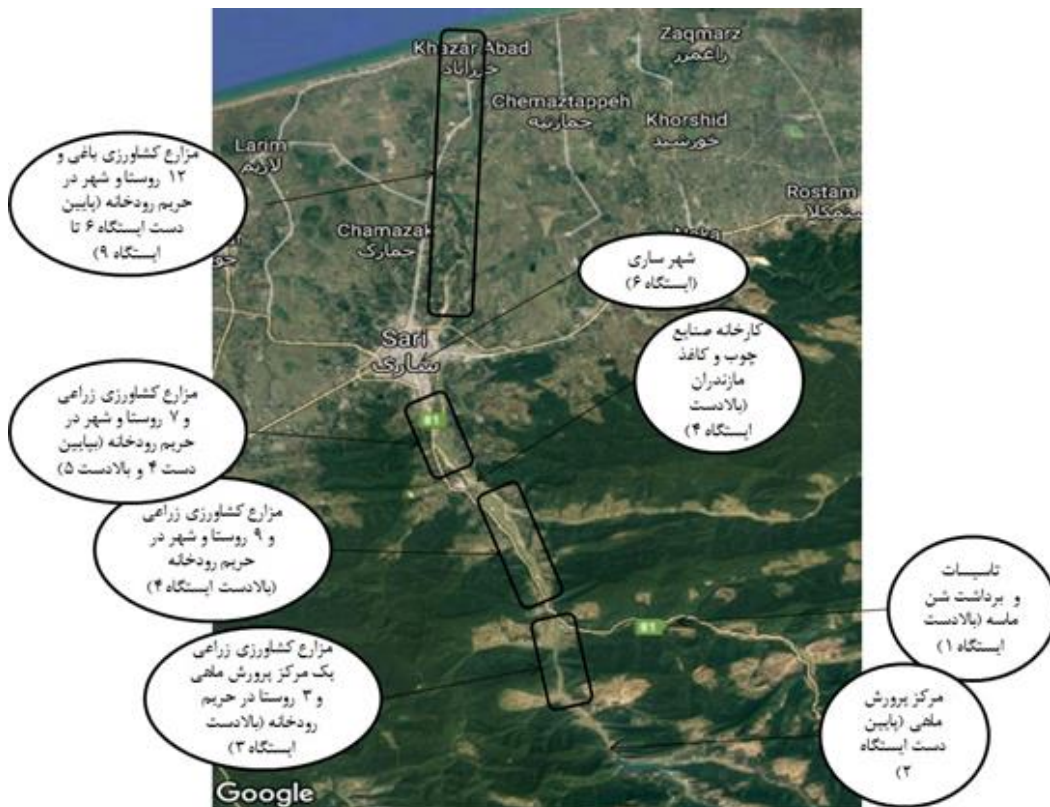 Khazar Abad
خزرآباد
Zaqmarz
زاغمرز
Chemaztappeh
Khorshid
خورشید
Larim
لاریم
Rostam
Chamazak
چمازک
Neka
Sari
ساری
مزارع کشاورزی باغی و
۱۲ روستا و شهر در
حریم رودخانه (پایین
دست ایستگاه ۶ تا
ایستگاه ۹)
شهر ساری
(ایستگاه ۶)
کارخانه صنایع
چوب و کاغذ
مازندران
(بالادست
ایستگاه ۴)
مزارع کشاورزی زراعی
و ۷ روستا و شهر در
حریم رودخانه (بپایین
دست ۴ و بالادست ۵)
مزارع کشاورزی زراعی
و ۹ روستا و شهر در
حریم رودخانه
(بالادست ایستگاه ۴)
تاسیسات
و برداشت شن
ماسه (بالادست
ایستگاه ۱)
مزارع کشاورزی زراعی
یک مرکز پرورش ماهی
و ۳ روستا در حریم
رودخانه (بالادست
ایستگاه ۳)
مرکز پرورش
ماهی (پایین
دست ایستگاه
۲)
Google